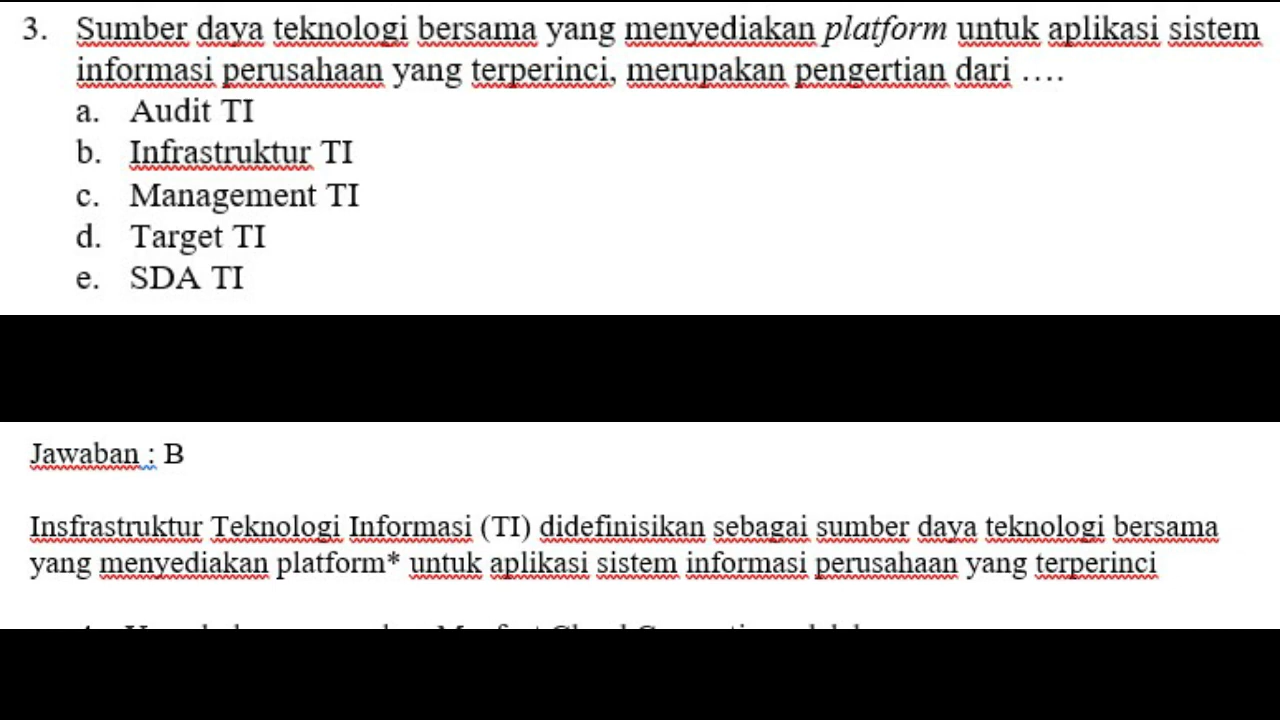 3. Sumber daya teknologi bersama yang menyediakan platform untuk aplikasi sistem
informasi perusahaan yang terperinci, merupakan pengertian dari ....
a. Audit TI
b. Infrastruktur TI
c. Management TI
d. Target TI
e. SDA TI
Jawaban : B
Insfrastruktur Teknologi Informasi (TI) didefinisikan sebagai sumber daya teknologi bersama
yang menyediakan platform* untuk aplikasi sistem informasi perusahaan yang terperinci